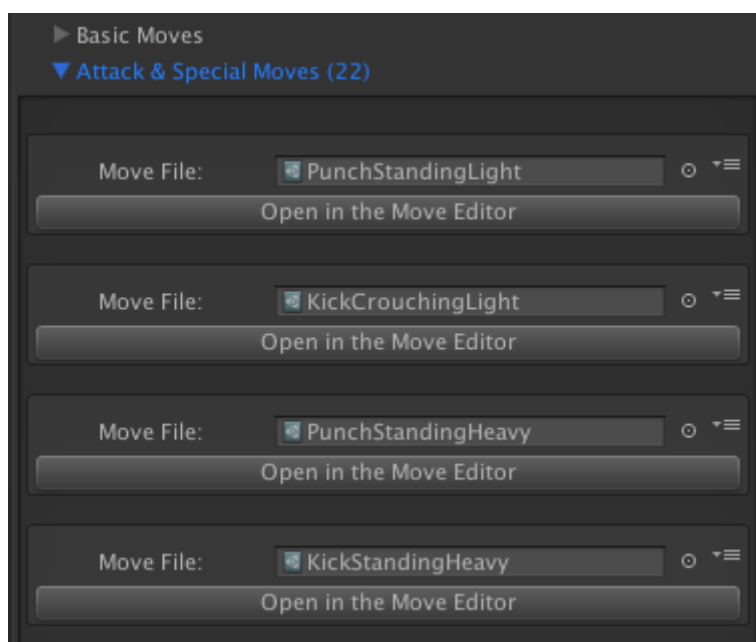 Basic Moves
Attack & Special Moves (22)
Move File: PunchStandingLight
Open in the Move Editor
Move File: KickCrouchingLight
Open in the Move Editor
Move File: PunchStandingHeavy
Open in the Move Editor
Move File: KickStandingHeavy
Open in the Move Editor